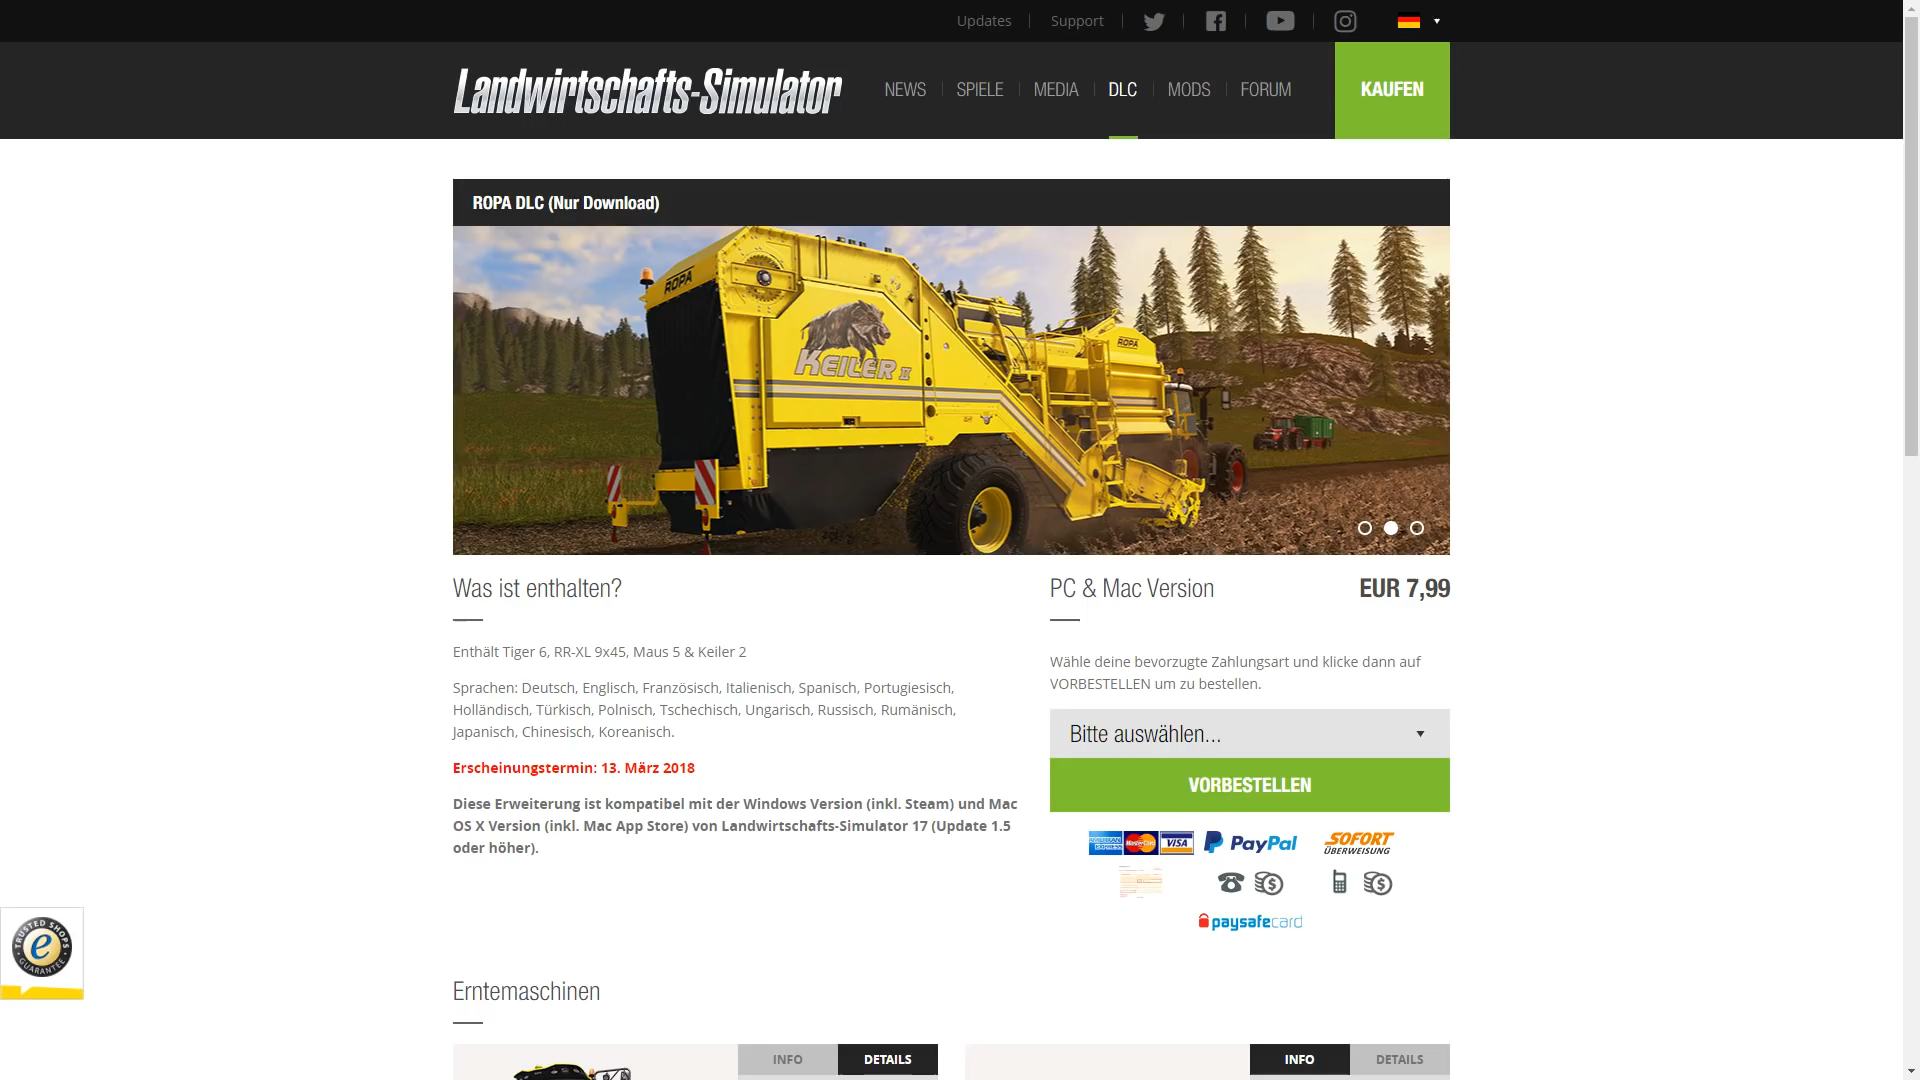 Updates
Support
Landwirtschafts-Simulator
NEWS
SPIELE
MEDIA
DLC
MODS
FORUM
KAUFEN
ROPA DLC (Nur Download)
ROPA
KEILER II
ROPA
Was ist enthalten?
Enthält Tiger 6, RR-XL 9x45, Maus 5 & Keiler 2
Sprachen: Deutsch, Englisch, Französisch, Italienisch, Spanisch, Portugiesisch,
Holländisch, Türkisch, Polnisch, Tschechisch, Ungarisch, Russisch, Rumänisch,
Japanisch, Chinesisch, Koreanisch.
Erscheinungstermin: 13. März 2018
Diese Erweiterung ist kompatibel mit der Windows Version (inkl. Steam) und Mac
OS X Version (inkl. Mac App Store) von Landwirtschafts-Simulator 17 (Update 1.5
oder höher).
PC & Mac Version
EUR 7,99
Wähle deine bevorzugte Zahlungsart und klicke dann auf
VORBESTELLEN um zu bestellen.
Bitte auswählen...
VORBESTELLEN
AMERICAN EXPRESS
MasterCard
VISA
PayPal
SOFORT
ÜBERWEISUNG
paysafecard
TRUSTED SHOPS
e
GUARANTEE
Erntemaschinen
INFO
DETAILS
INFO
DETAILS